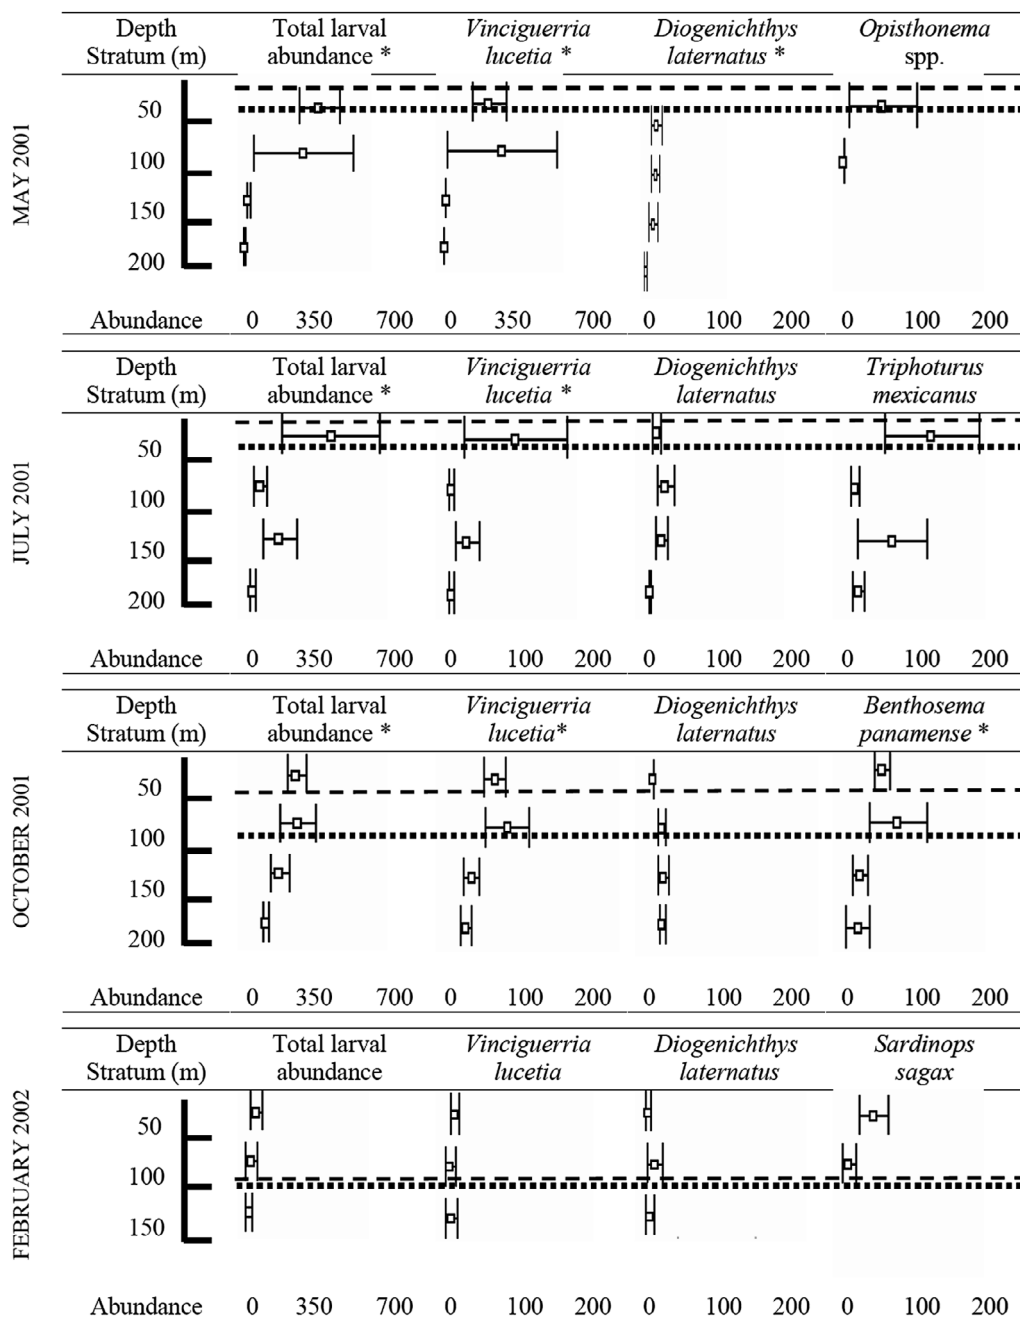 Depth Total larval Vinciguerria Diogenichthys Opisthonema
Stratum (m) abundance * lucetia * laternatus * spp.
MAY 2001
50
100
150
200
Abundance 0 350 700 0 350 700 0 100 200 0 100 200
Depth Total larval Vinciguerria Diogenichthys Triphoturus
Stratum (m) abundance * lucetia * laternatus mexicanus
JULY 2001
50
100
150
200
Abundance 0 350 700 0 100 200 0 100 200 0 100 200
Depth Total larval Vinciguerria Diogenichthys Benthosema
Stratum (m) abundance * lucetia* laternatus panamense *
OCTOBER 2001
50
100
150
200
Abundance 0 350 700 0 100 200 0 100 200 0 100 200
Depth Total larval Vinciguerria Diogenichthys Sardinops
Stratum (m) abundance lucetia laternatus sagax
FEBRUARY 2002
50
100
150
Abundance 0 350 700 0 100 200 0 100 200 0 100 200